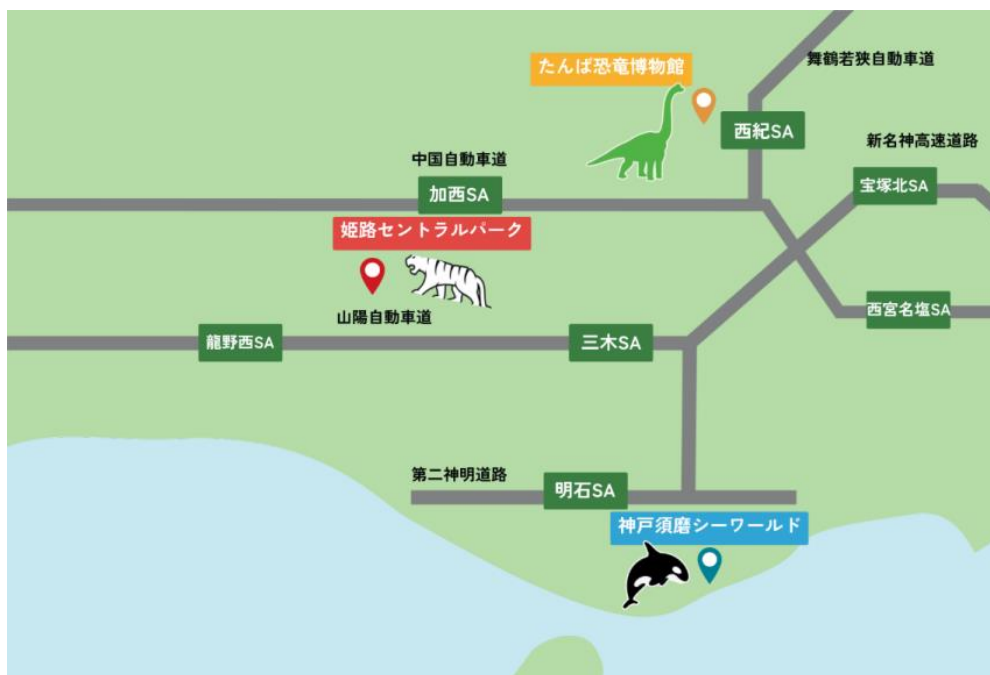 舞鶴若狭自動車道
たんば恐竜博物館
西紀SA
新名神高速道路
中国自動車道
加西SA
宝塚北SA
姫路セントラルパーク
西宮名塩SA
山陽自動車道
龍野西SA
三木SA
第二神明道路
明石SA
神戸須磨シーワールド